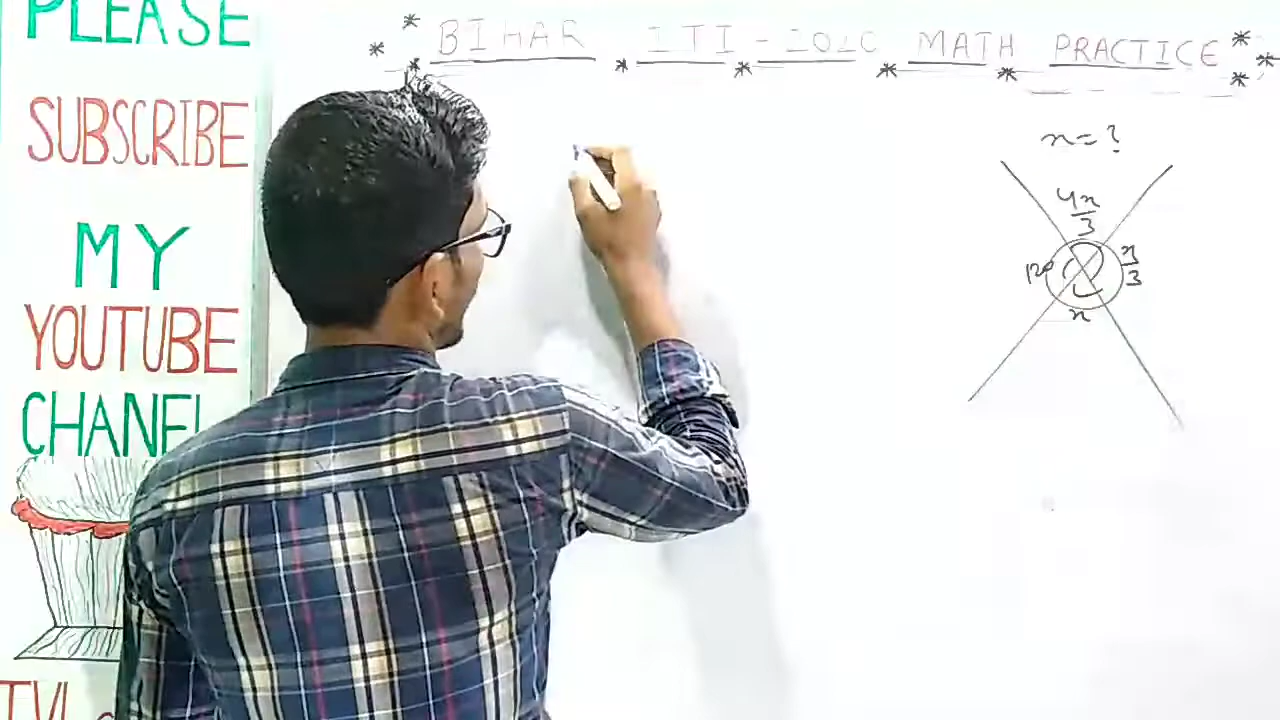 PLEASE
SUBSCRIBE
MY
YOUTUBE
CHANEL
* BIHAR * ITI - 2020 * MATH * PRACTICE *
x = ?
4x
3
120
x
3
x